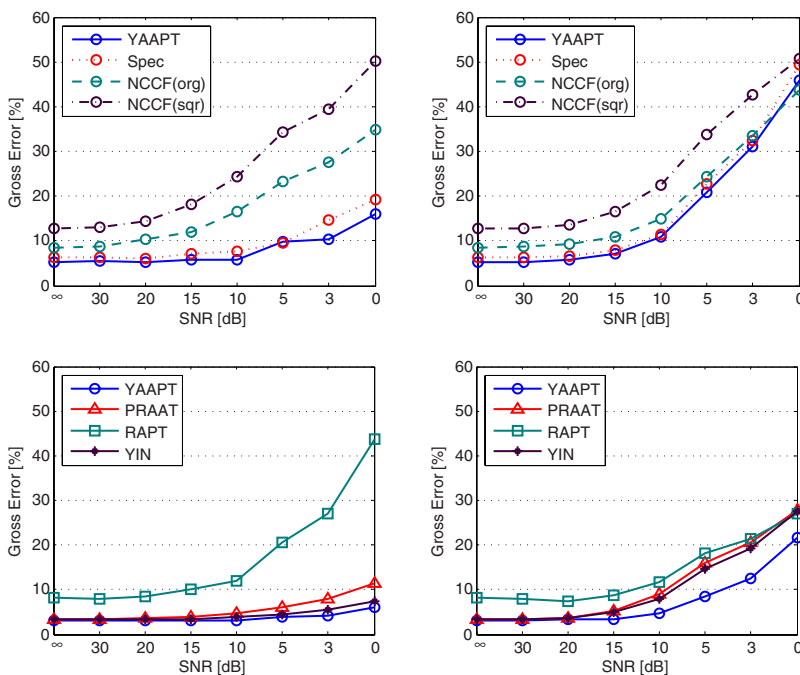 60
50
40
30
20
10
0
Gross Error [%]
YAAPT
Spec
NCCF(org)
NCCF(sqr)
∞ 30 20 15 10 5 3 0
SNR [dB]
60
50
40
30
20
10
0
Gross Error [%]
YAAPT
Spec
NCCF(org)
NCCF(sqr)
∞ 30 20 15 10 5 3 0
SNR [dB]
60
50
40
30
20
10
0
Gross Error [%]
YAAPT
PRAAT
RAPT
YIN
∞ 30 20 15 10 5 3 0
SNR [dB]
60
50
40
30
20
10
0
Gross Error [%]
YAAPT
PRAAT
RAPT
YIN
∞ 30 20 15 10 5 3 0
SNR [dB]